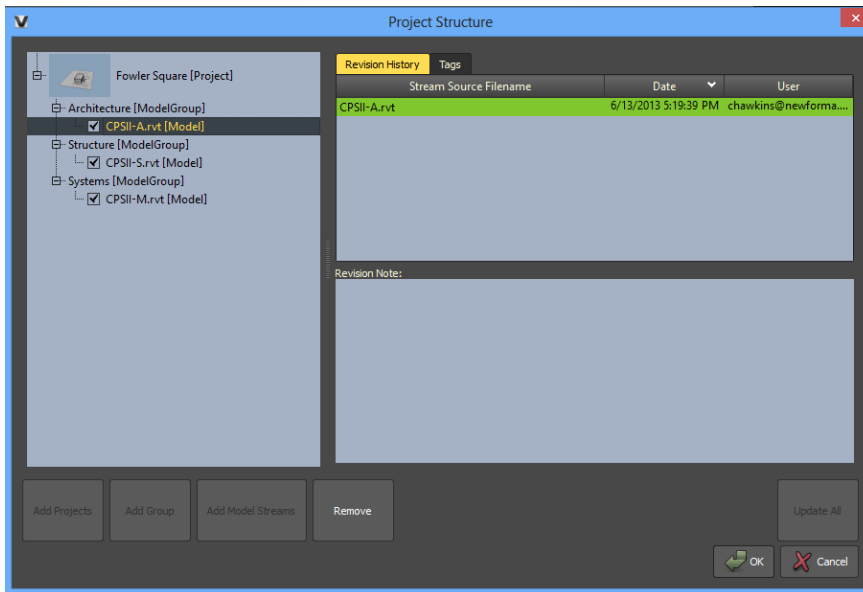 Project Structure
Fowler Square [Project]
Architecture [ModelGroup]
CPSII-A.rvt [Model]
Structure [ModelGroup]
CPSII-S.rvt [Model]
Systems [ModelGroup]
CPSII-M.rvt [Model]
Revision History Tags
Stream Source Filename Date User
CPSII-A.rvt 6/13/2013 5:19:39 PM chawkins@newforma....
Revision Note:
Add Projects Add Group Add Model Streams Remove Update All
OK Cancel